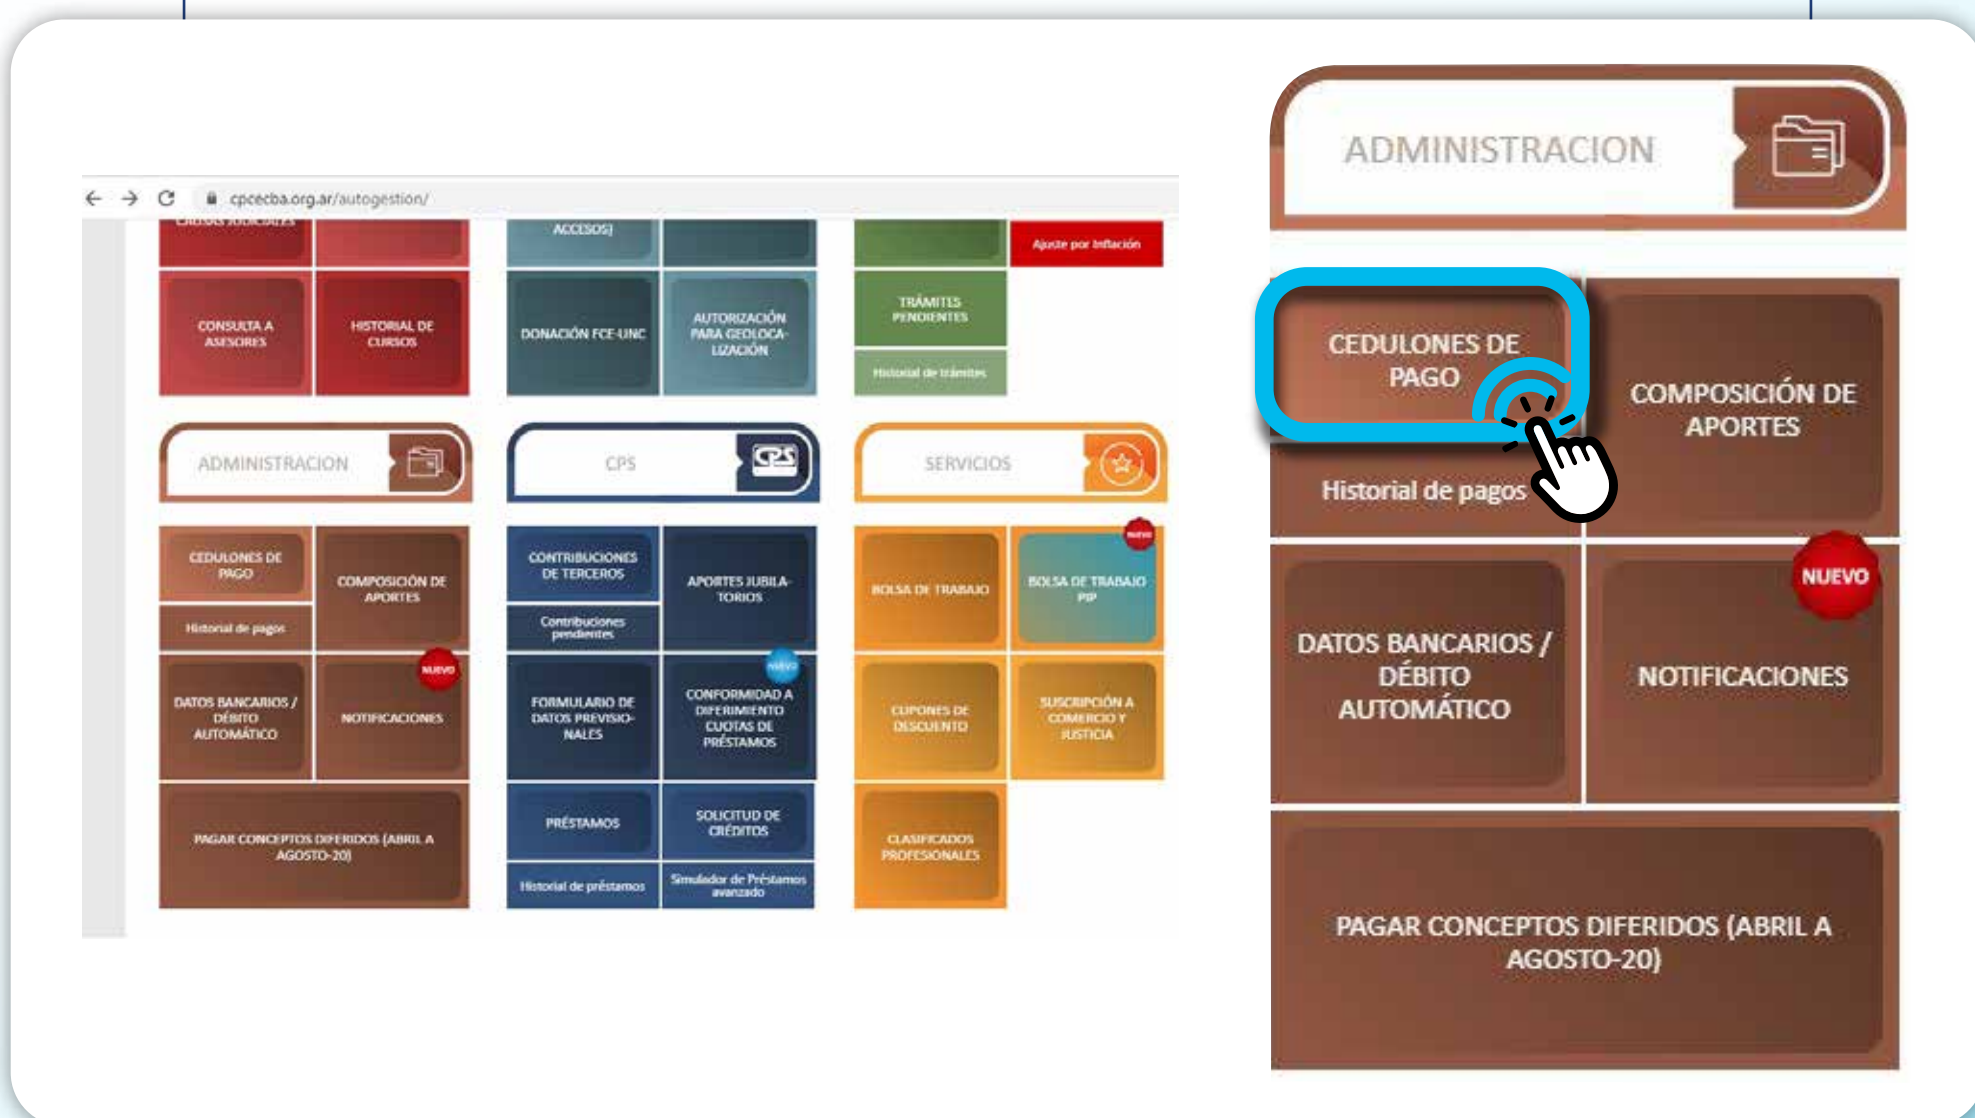 cpcecba.org.ar/autogestion/
CAUSAS JUDICIALES
ACCESOS)
Ajuste por Inflación
CONSULTA A
ASESORES
HISTORIAL DE
CURSOS
DONACIÓN FCE-UNC
AUTORIZACIÓN
PARA GEOLOCA-
LIZACIÓN
TRÁMITES
PENDIENTES
Historial de trámites
ADMINISTRACION
CPS
CPS
SERVICIOS
CEDULONES DE
PAGO
Historial de pagos
COMPOSICIÓN DE
APORTES
DATOS BANCARIOS /
DÉBITO
AUTOMÁTICO
NUEVO
NOTIFICACIONES
PAGAR CONCEPTOS DIFERIDOS (ABRIL A
AGOSTO-20)
CONTRIBUCIONES
DE TERCEROS
Contribuciones
pendientes
APORTES JUBILA-
TORIOS
FORMULARIO DE
DATOS PREVISIO-
NALES
NUEVO
CONFORMIDAD A
DIFERIMIENTO
CUOTAS DE
PRÉSTAMOS
PRÉSTAMOS
Historial de préstamos
SOLICITUD DE
CRÉDITOS
Simulador de Préstamos
avanzado
BOLSA DE TRABAJO
NUEVO
BOLSA DE TRABAJO
PIP
CUPONES DE
DESCUENTO
SUSCRIPCIÓN A
COMERCIO Y
JUSTICIA
CLASIFICADOS
PROFESIONALES
ADMINISTRACION
CEDULONES DE
PAGO
Historial de pagos
COMPOSICIÓN DE
APORTES
DATOS BANCARIOS /
DÉBITO
AUTOMÁTICO
NUEVO
NOTIFICACIONES
PAGAR CONCEPTOS DIFERIDOS (ABRIL A
AGOSTO-20)